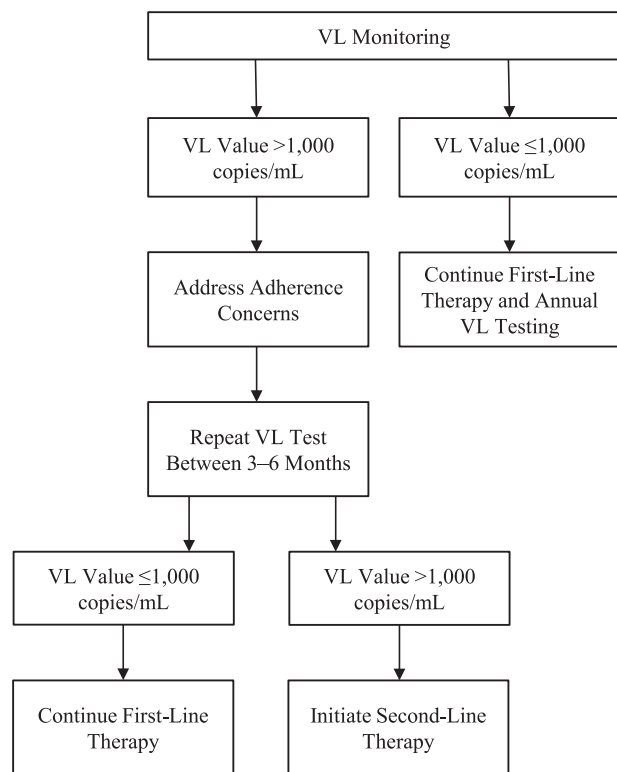 VL Monitoring
VL Value >1,000
copies/mL
VL Value ≤1,000
copies/mL
Address Adherence
Concerns
Continue First-Line
Therapy and Annual
VL Testing
Repeat VL Test
Between 3–6 Months
VL Value ≤1,000
copies/mL
VL Value >1,000
copies/mL
Continue First-Line
Therapy
Initiate Second-Line
Therapy